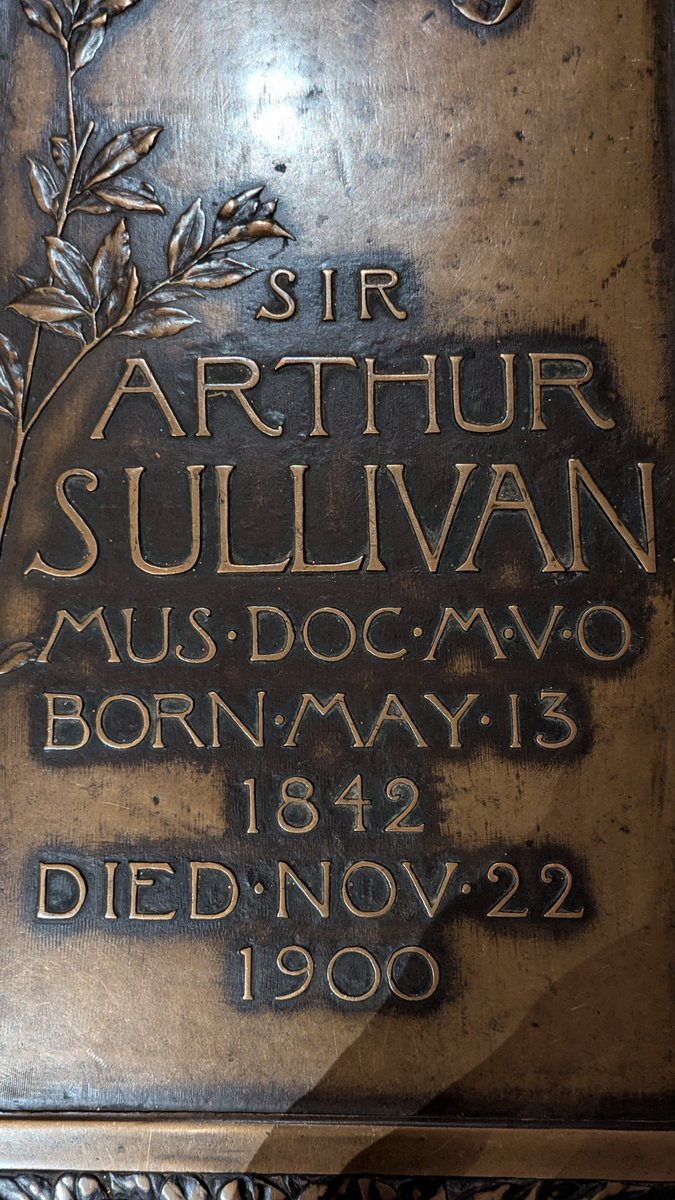 SIR
ARTHUR
SULLIVAN
MUS·DOC·M·V·O
BORN·MAY·13
1842
DIED·NOV·22
1900